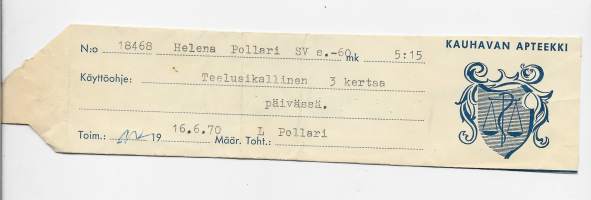 KAUHAVAN APTEEKKI
N:o 18468 Helena Pollari SV s.-60 mk 5:15
Käyttöohje: Teelusikallinen 3 kertaa
päivässä.
Toim.: 19 16.6.70 Määr. Toht.: L Pollari